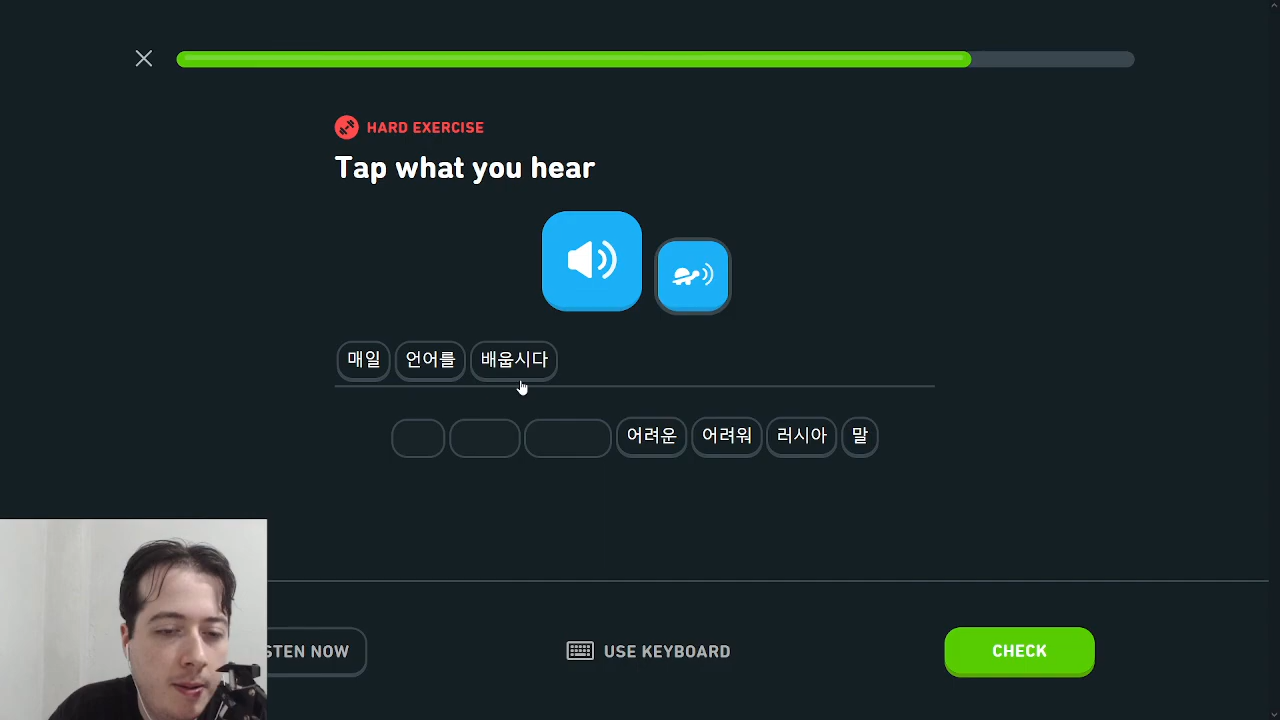 HARD EXERCISE
Tap what you hear
매일 언어를 배웁시다
어려운 어려워 러시아 말
STEN NOW
USE KEYBOARD
CHECK